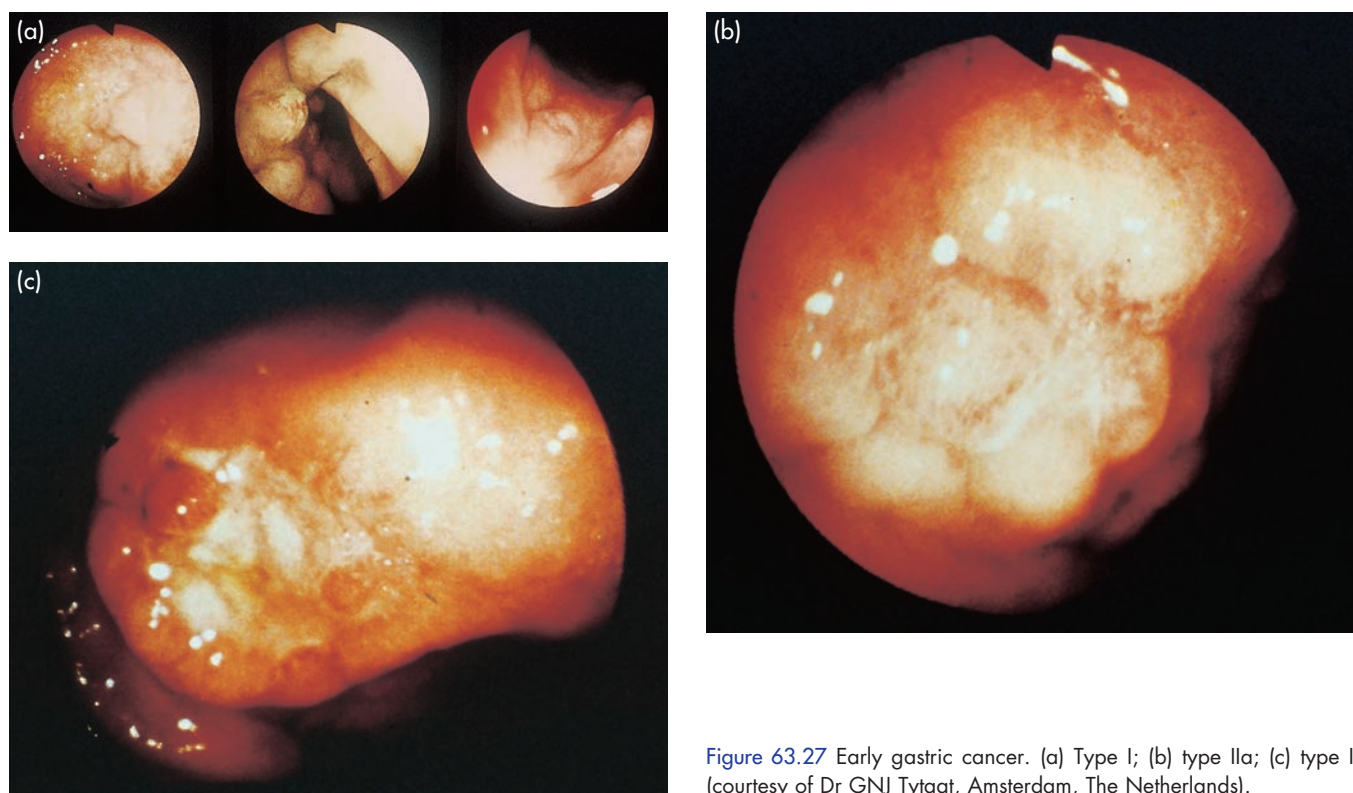 (a)
(b)
(c)
Figure 63.27 Early gastric cancer. (a) Type I; (b) type IIa; (c) type I
(courtesy of Dr GNJ Tytgat, Amsterdam, The Netherlands).